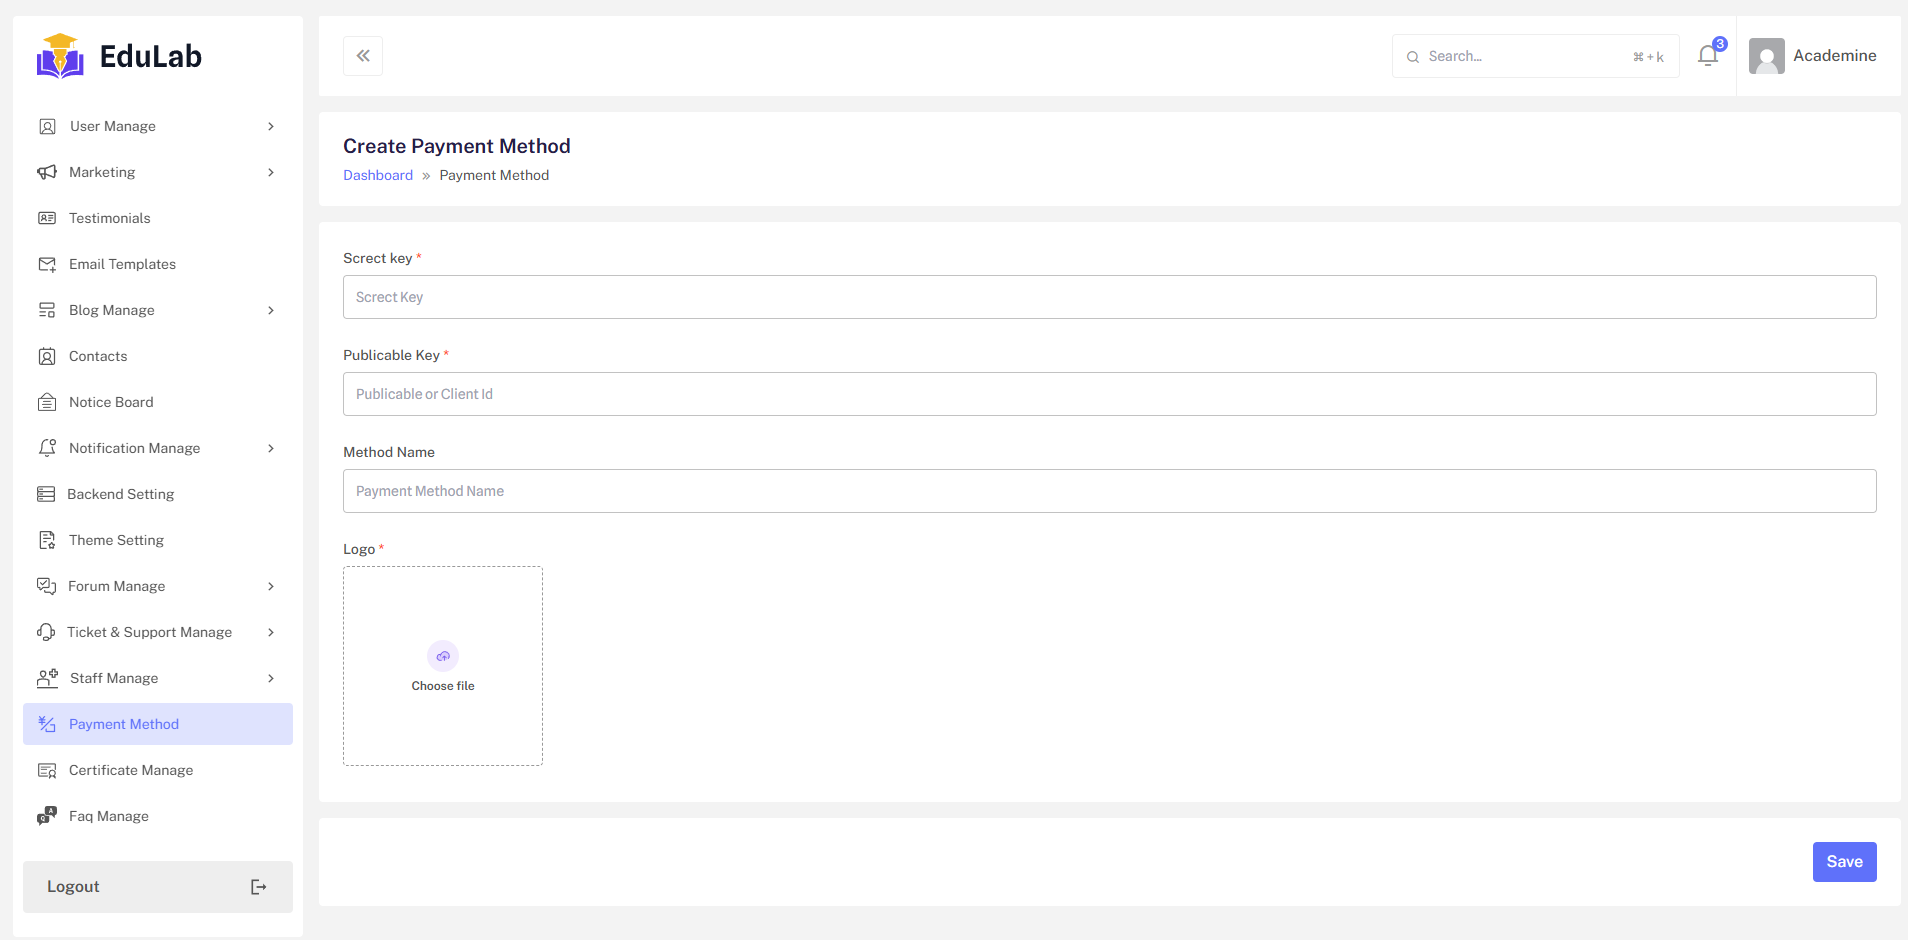 EduLab
User Manage
Marketing
Testimonials
Email Templates
Blog Manage
Contacts
Notice Board
Notification Manage
Backend Setting
Theme Setting
Forum Manage
Ticket & Support Manage
Staff Manage
Payment Method
Certificate Manage
Faq Manage
Logout
Search... ⌘ + k
3
Academine
Create Payment Method
Dashboard » Payment Method
Screct key *
Screct Key
Publicable Key *
Publicable or Client Id
Method Name
Payment Method Name
Logo *
Choose file
Save